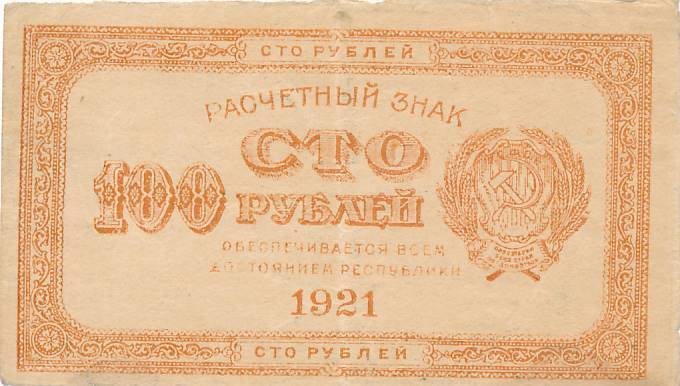 СТО РУБЛЕЙ
РАСЧЕТНЫЙ ЗНАК
СТО
100 РУБЛЕЙ
ОБЕСПЕЧИВАЕТСЯ ВСЕМ
ДОСТОЯНИЕМ РЕСПУБЛИКИ
1921
СТО РУБЛЕЙ